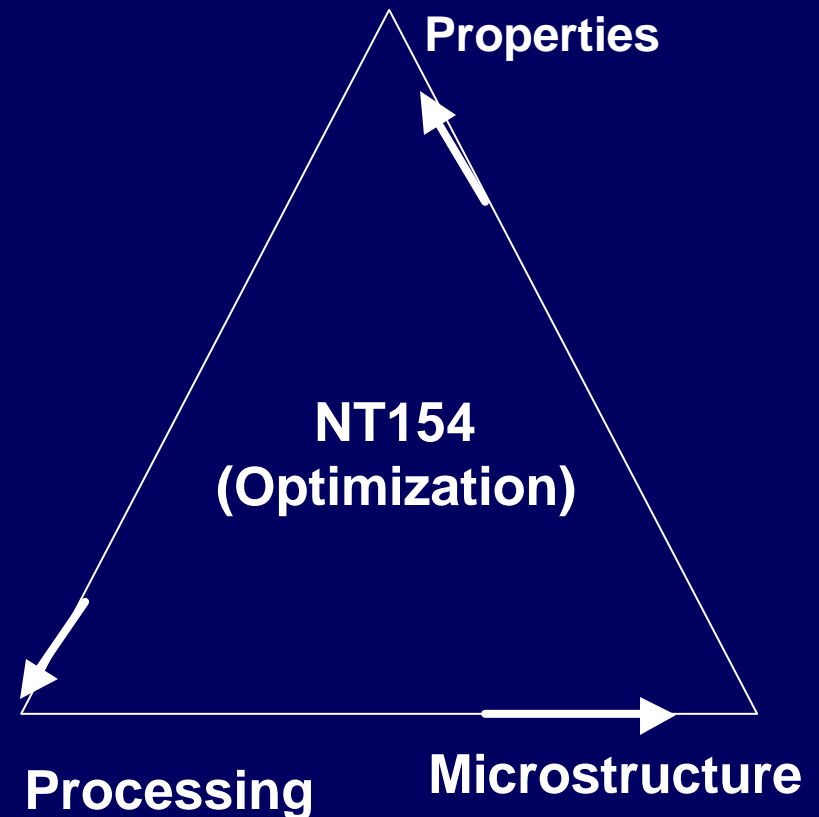 Properties
NT154
(Optimization)
Microstructure
Processing